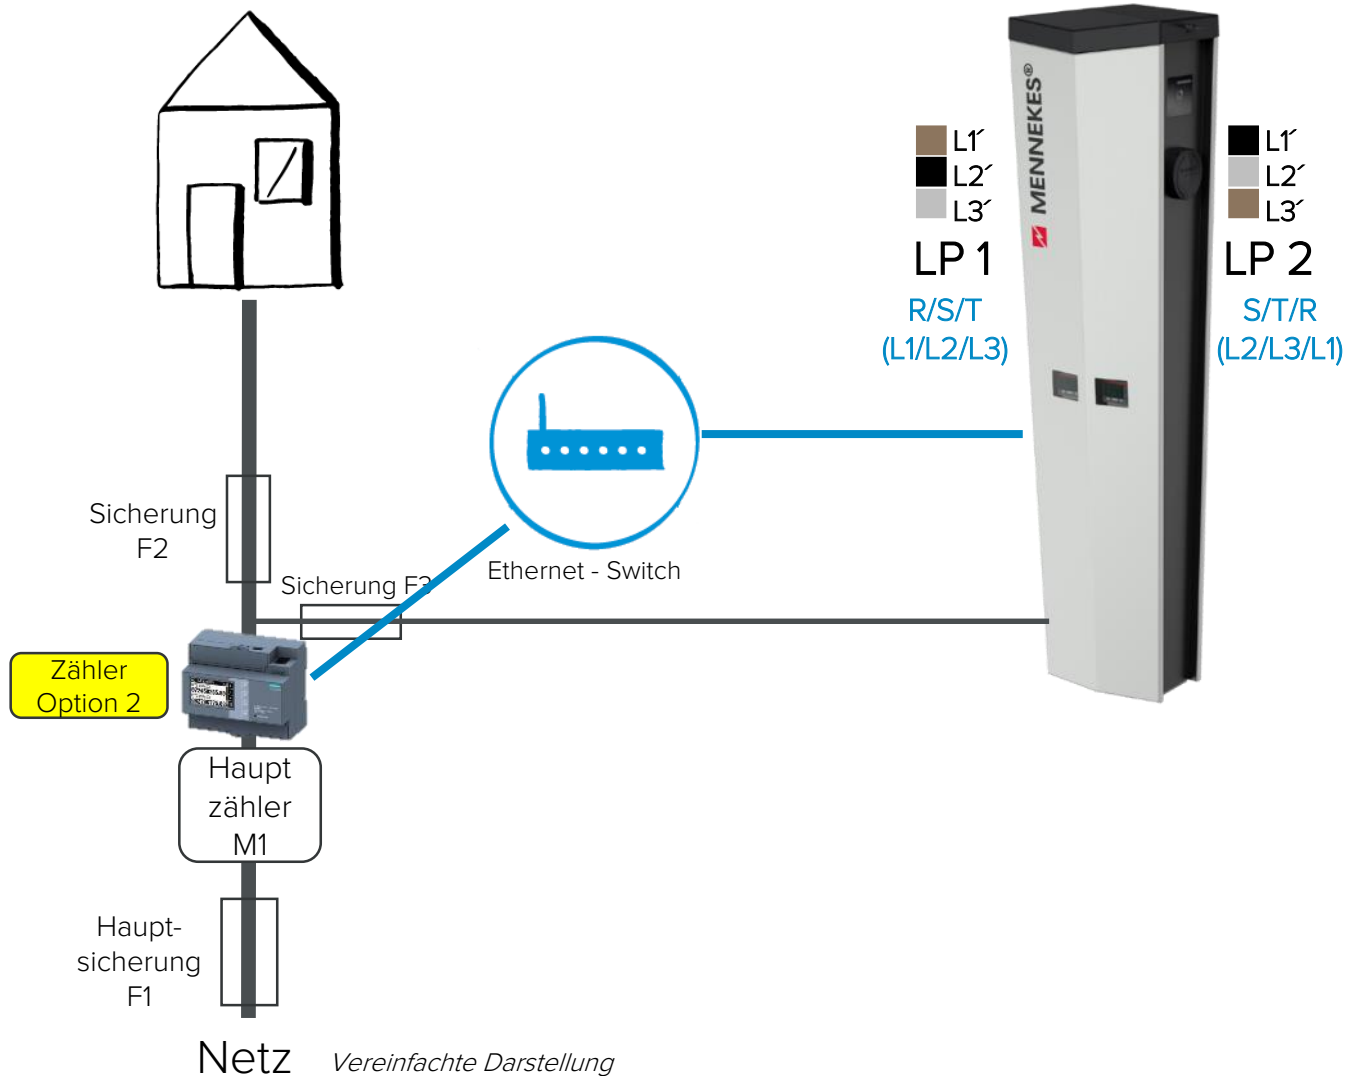 MENNEKES®
L1´
L2´
L3´
LP 1
R/S/T
(L1/L2/L3)
L1´
L2´
L3´
LP 2
S/T/R
(L2/L3/L1)
Sicherung
F2
Ethernet - Switch
Sicherung F3
Zähler
Option 2
Haupt
zähler
M1
Haupt-
sicherung
F1
Netz
Vereinfachte Darstellung